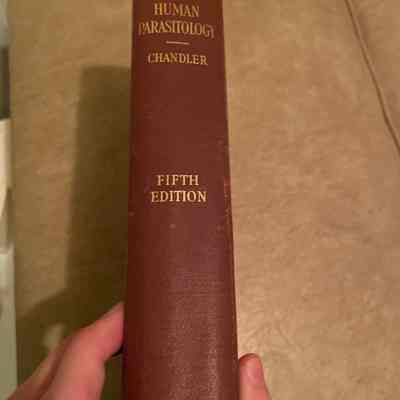 HUMAN
PARASITOLOGY
CHANDLER
FIFTH
EDITION